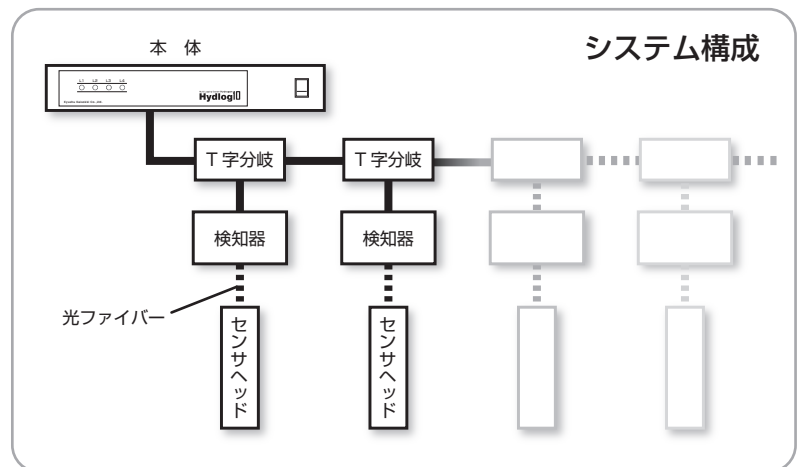 システム構成
本 体
L1 L2 L3 L4
HydlogIQ
T字分岐
T字分岐
検知器
検知器
光ファイバー
センサヘッド
センサヘッド